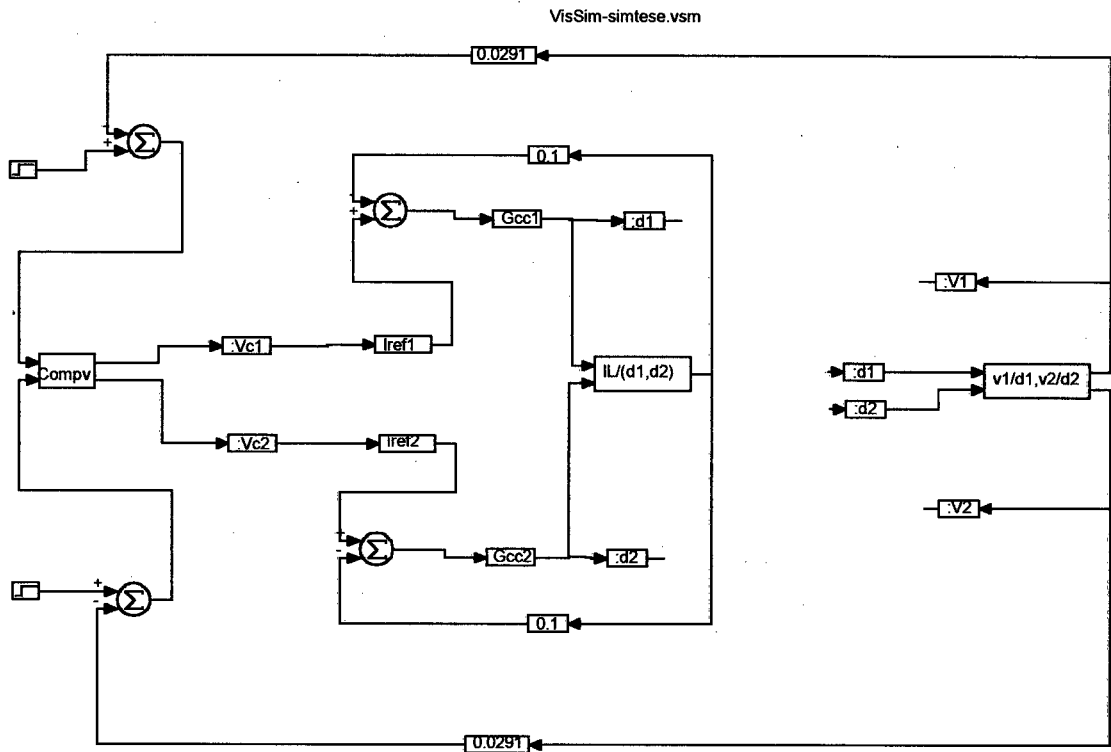 VisSim-simtese.vsm
0.0291
-
+
Σ
0.1
-
+
Σ
Gcc1
:d1
:V1
:Vc1
Iref1
Compv
IL/(d1,d2)
:d1
v1/d1,v2/d2
:d2
:Vc2
Iref2
:V2
+
-
Σ
Gcc2
:d2
+
-
Σ
0.1
0.0291